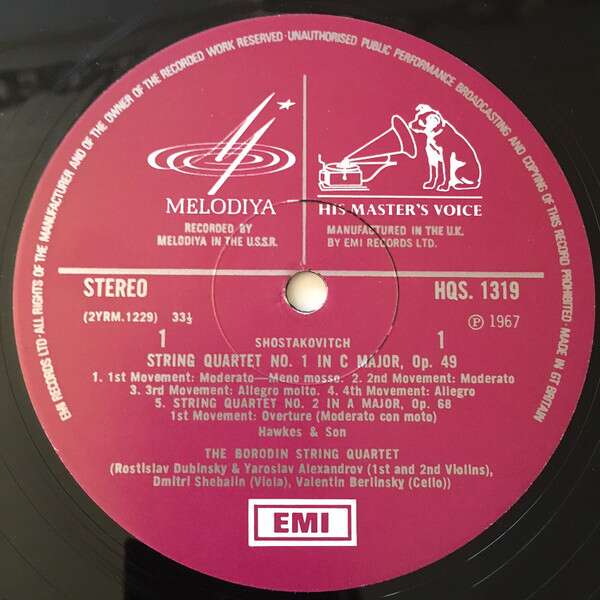 EMI RECORDS LTD · ALL RIGHTS OF THE MANUFACTURER AND OF THE OWNER OF THE RECORDED WORK RESERVED · UNAUTHORISED PUBLIC PERFORMANCE BROADCASTING AND COPYING OF THIS RECORD PROHIBITED · MADE IN GT BRITAIN
MELODIYA
HIS MASTER'S VOICE
RECORDED BY
MELODIYA IN THE U.S.S.R.
MANUFACTURED IN THE U.K.
BY EMI RECORDS LTD.
STEREO
HQS. 1319
(2YRM.1229) 33⅓
℗ 1967
1
SHOSTAKOVITCH
1
STRING QUARTET NO. 1 IN C MAJOR, Op. 49
1. 1st Movement: Moderato—Meno mosso. 2. 2nd Movement: Moderato
3. 3rd Movement: Allegro molto. 4. 4th Movement: Allegro
5. STRING QUARTET NO. 2 IN A MAJOR, Op. 68
1st Movement: Overture (Moderato con moto)
Hawkes & Son
THE BORODIN STRING QUARTET
(Rostislav Dubinsky & Yaroslav Alexandrov (1st and 2nd Violins),
Dmitri Shebalin (Viola), Valentin Berlinsky (Cello))
EMI